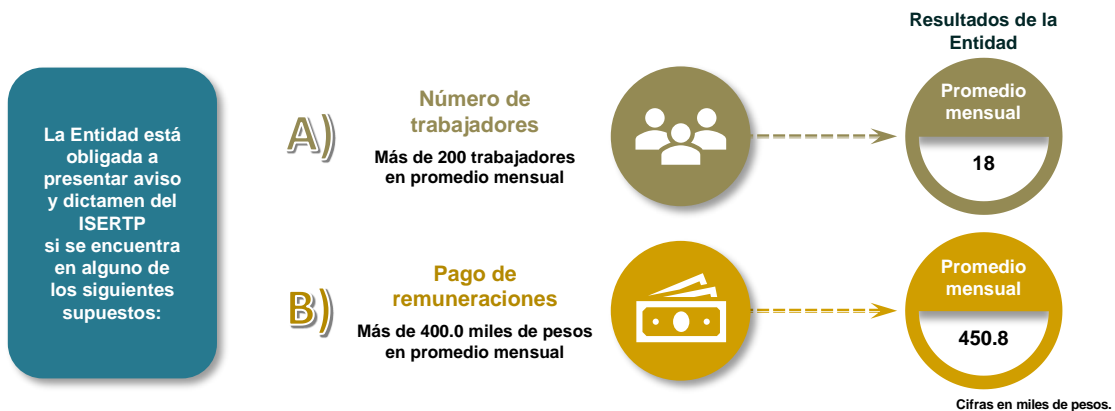 La Entidad está
obligada a
presentar aviso
y dictamen del
ISERTP
si se encuentra
en alguno de
los siguientes
supuestos:
A)
Número de
trabajadores
Más de 200 trabajadores
en promedio mensual
Resultados de la
Entidad
Promedio
mensual
18
B)
Pago de
remuneraciones
Más de 400.0 miles de pesos
en promedio mensual
Promedio
mensual
450.8
Cifras en miles de pesos.